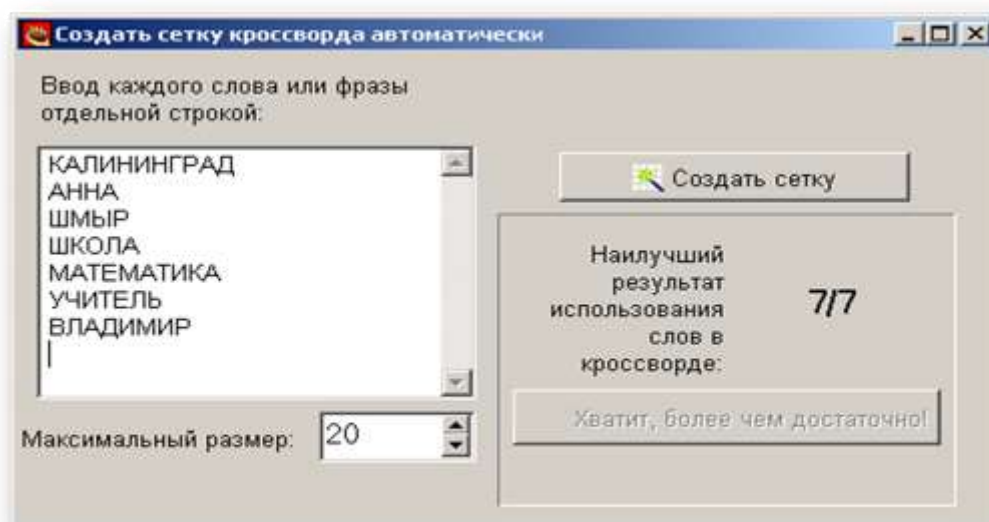 Создать сетку кроссворда автоматически
Ввод каждого слова или фразы
отдельной строкой:
КАЛИНИНГРАД
АННА
ШМЫР
ШКОЛА
МАТЕМАТИКА
УЧИТЕЛЬ
ВЛАДИМИР
Максимальный размер:
20
Создать сетку
Наилучший
результат
использования
слов в
кроссворде:
7/7
Хватит, более чем достаточно!